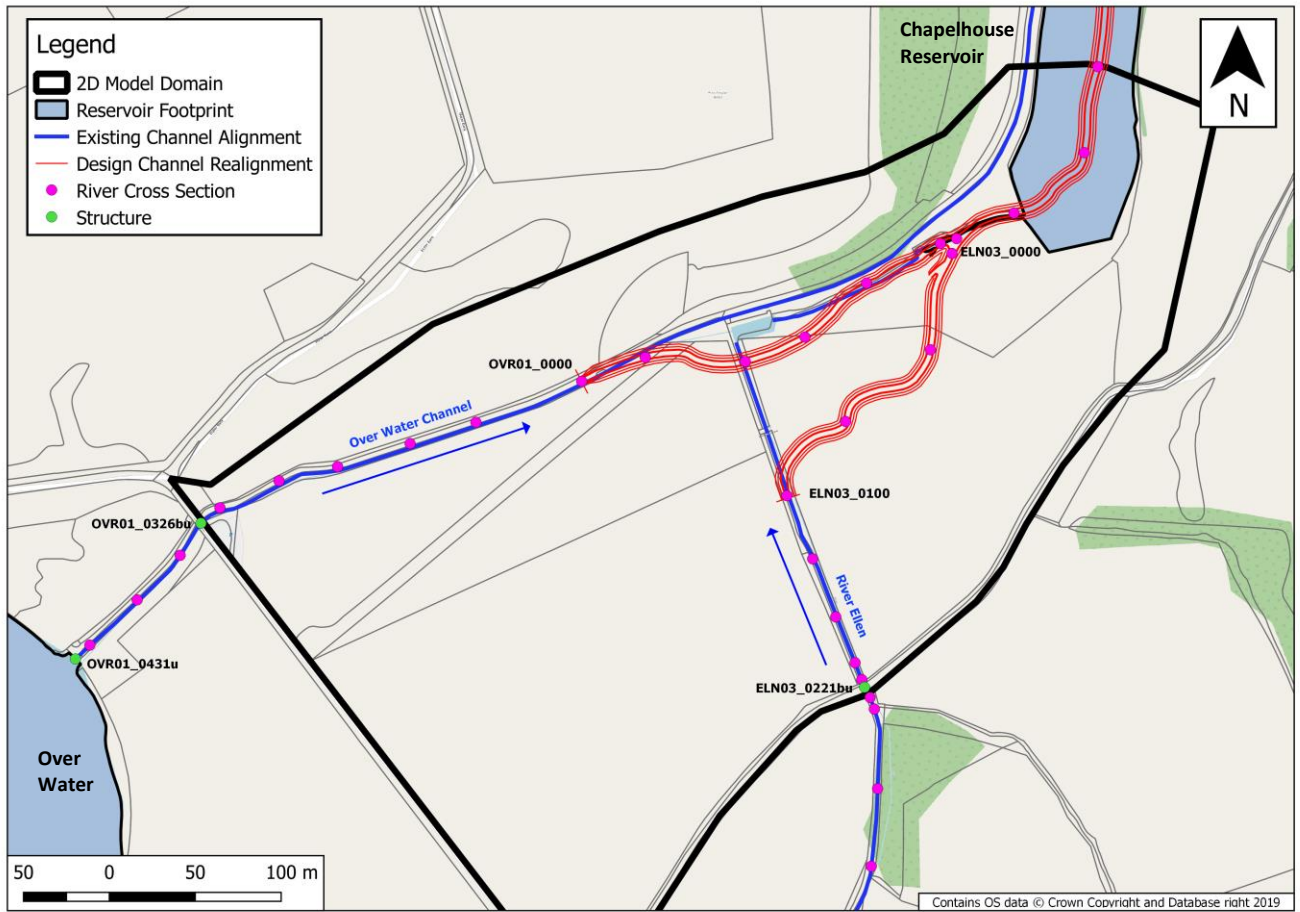 Legend
2D Model Domain
Reservoir Footprint
Existing Channel Alignment
Design Channel Realignment
River Cross Section
Structure
Chapelhouse
Reservoir
N
ELN03_0000
OVR01_0000
Over Water Channel
ELN03_0100
OVR01_0326bu
River Ellen
OVR01_0431u
ELN03_0221bu
Over
Water
50 0 50 100 m
Contains OS data © Crown Copyright and Database right 2019